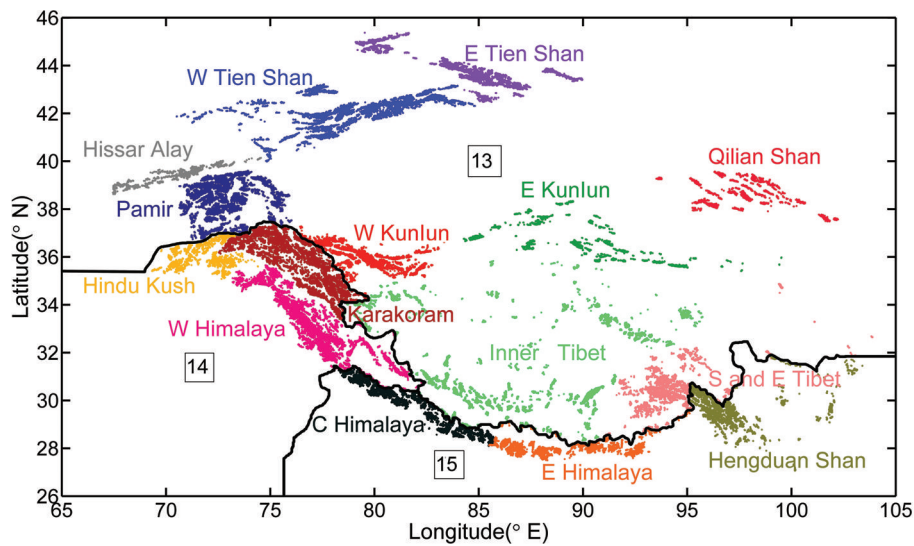 46
44
42
40
38
36
34
32
30
28
26
Latitude(° N)
E Tien Shan
W Tien Shan
Hissar Alay
13
Qilian Shan
E Kunlun
Pamir
W Kunlun
Hindu Kush
Karakoram
W Himalaya
Inner Tibet
14
S and E Tibet
C Himalaya
15
E Himalaya
Hengduan Shan
65 70 75 80 85 90 95 100 105
Longitude(° E)